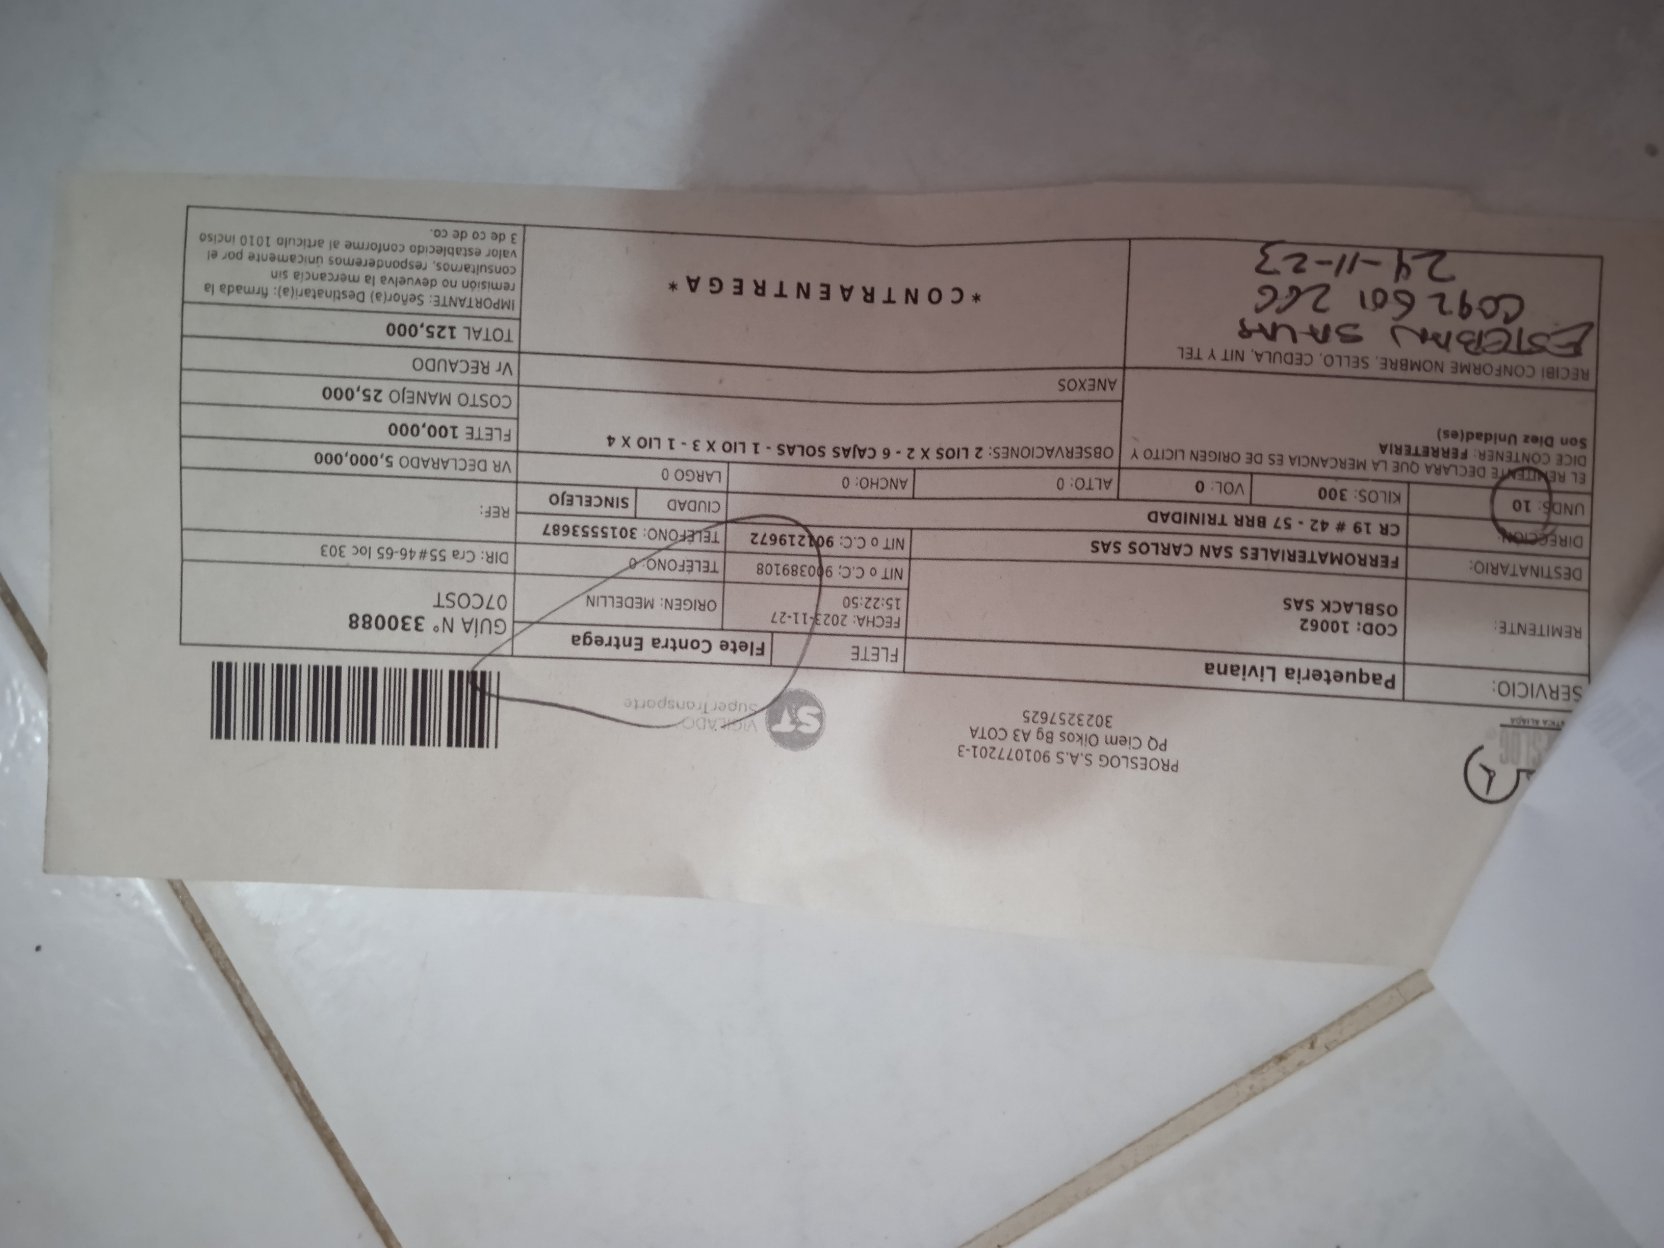 PROESLOG S.A.S 901077201-3
PQ Ciem Oikos Bg A3 COTA
3023257625
VIGILADO
SuperTransporte
ST
SERVICIO: Paqueteria Liviana
FLETE Flete Contra Entrega
GUÍA N° 330088
07COST
REMITENTE: COD: 10062
OSBLACK SAS
FECHA: 2023-11-27
15:22:50
ORIGEN: MEDELLIN
NIT o C.C: 900389108
TELÉFONO: 0
DIR: Cra 55#46-65 loc 303
DESTINATARIO: FERROMATERIALES SAN CARLOS SAS
NIT o C.C: 901219672
TELÉFONO: 3015553687
REF:
DIRECCIÓN: CR 19 # 42 - 57 BRR TRINIDAD
CIUDAD SINCELEJO
UNDS: 10
KILOS: 300
VOL: 0
ALTO: 0
ANCHO: 0
LARGO 0
VR DECLARADO 5,000,000
EL REMITENTE DECLARA QUE LA MERCANCIA ES DE ORIGEN LICITO Y
DICE CONTENER: FERRETERIA
Son Diez Unidad(es)
OBSERVACIONES: 2 LIOS X 2 - 6 CAJAS SOLAS - 1 LIO X 3 - 1 LIO X 4
FLETE 100,000
ANEXOS
COSTO MANEJO 25,000
Vr RECAUDO
RECIBI CONFORME NOMBRE, SELLO, CEDULA, NIT Y TEL
ESTEBAN
24-11-23
*CONTRAENTREGA*
TOTAL 125,000
IMPORTANTE: Señor(a) Destinatari(a): firmada la
remisión no devuelva la mercancía sin
consultarnos, responderemos únicamente por el
valor establecido conforme al artículo 1010 inciso
3 de co de co.